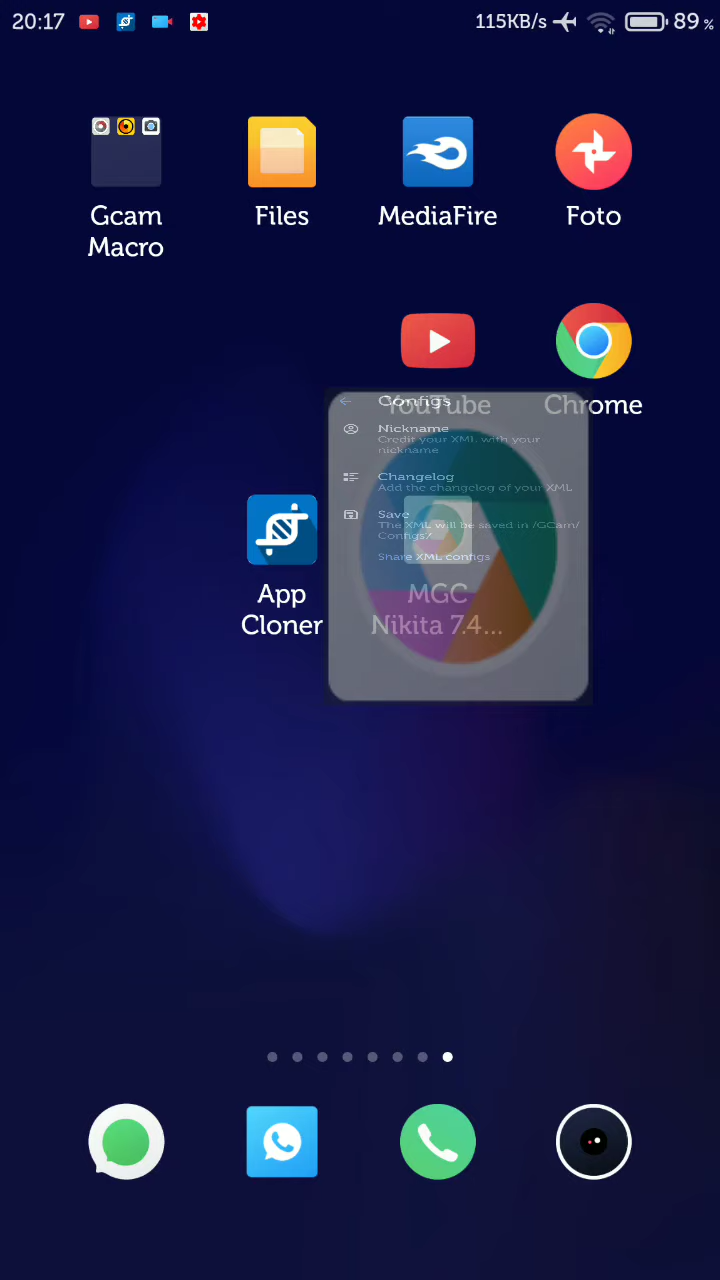 20:17
115KB/s
89 %
Gcam
Macro
Files
MediaFire
Foto
YouTube
Chrome
Configs
Nickname
Credit your XML with your
nickname
Changelog
Add the changelog of your XML
Save
The XML will be saved in /GCam/
Configs7
Share XML configs
App
Cloner
MGC
Nikita 7.4...